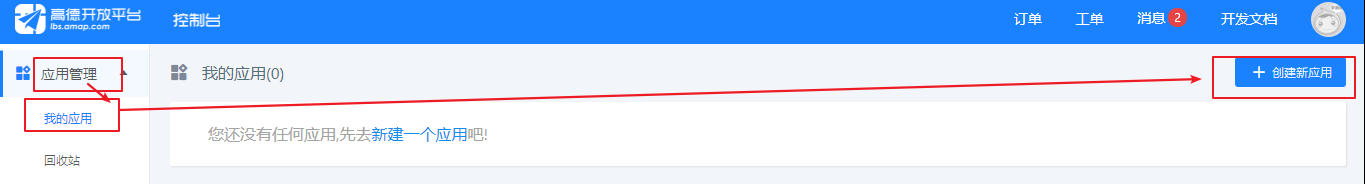 高德开放平台
lbs.amap.com
控制台
订单
工单
消息 2
开发文档
应用管理
我的应用(0)
+ 创建新应用
我的应用
您还没有任何应用,先去新建一个应用吧!
回收站